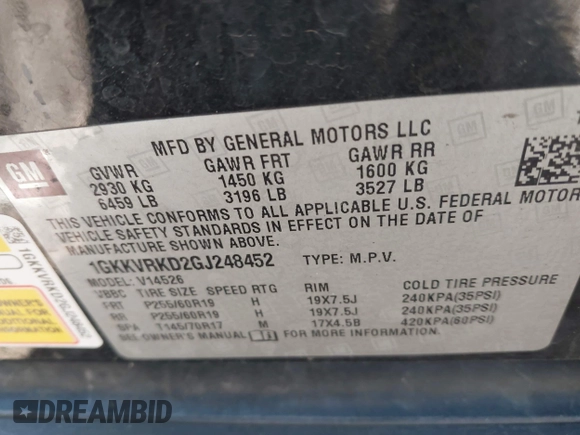 MFD BY GENERAL MOTORS LLC
GM
GVWR GAWR FRT GAWR RR
2930 KG 1450 KG 1600 KG
6459 LB 3196 LB 3527 LB
THIS VEHICLE CONFORMS TO ALL APPLICABLE U.S. FEDERAL MOTOR
VEHICLE SAFETY STANDARDS IN EFFECT ON THE DATE OF
MANUFACTURE SHOWN ABOVE.
1GKKVRKD2GJ248452 TYPE: M.P.V.
MODEL: V14526
VBBC TIRE SIZE SPEED RTG RIM COLD TIRE PRESSURE
FRT P255/60R19 H 19X7.5J 240KPA(35PSI)
RR P255/60R19 H 19X7.5J 240KPA(35PSI)
SPA T145/70R17 M 17X4.5B 420KPA(60PSI)
SEE OWNER'S MANUAL
1GKKVRKD2GJ248452
DREAMBID